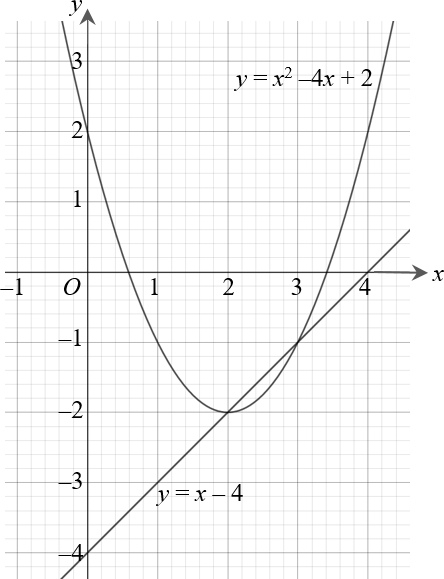 y
3
y = x² –4x + 2
2
1
–1 O 1 2 3 4 x
–1
–2
–3
y = x – 4
–4